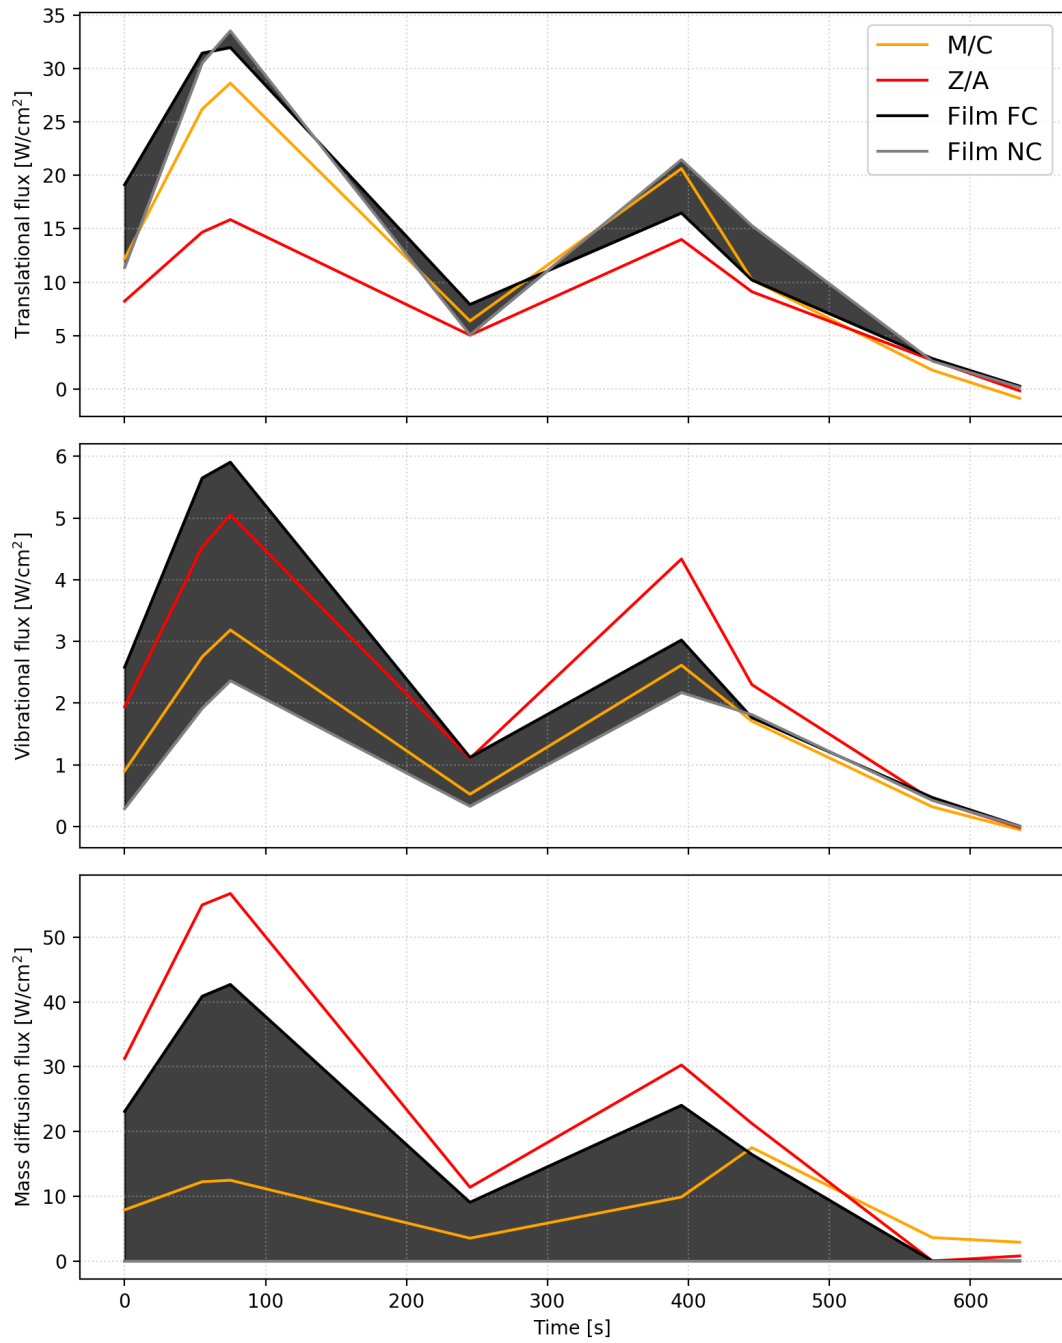 35
30
25
20
15
10
5
0
Translational flux [W/cm²]
M/C
Z/A
Film FC
Film NC
6
5
4
3
2
1
0
Vibrational flux [W/cm²]
50
40
30
20
10
0
Mass diffusion flux [W/cm²]
0 100 200 300 400 500 600
Time [s]